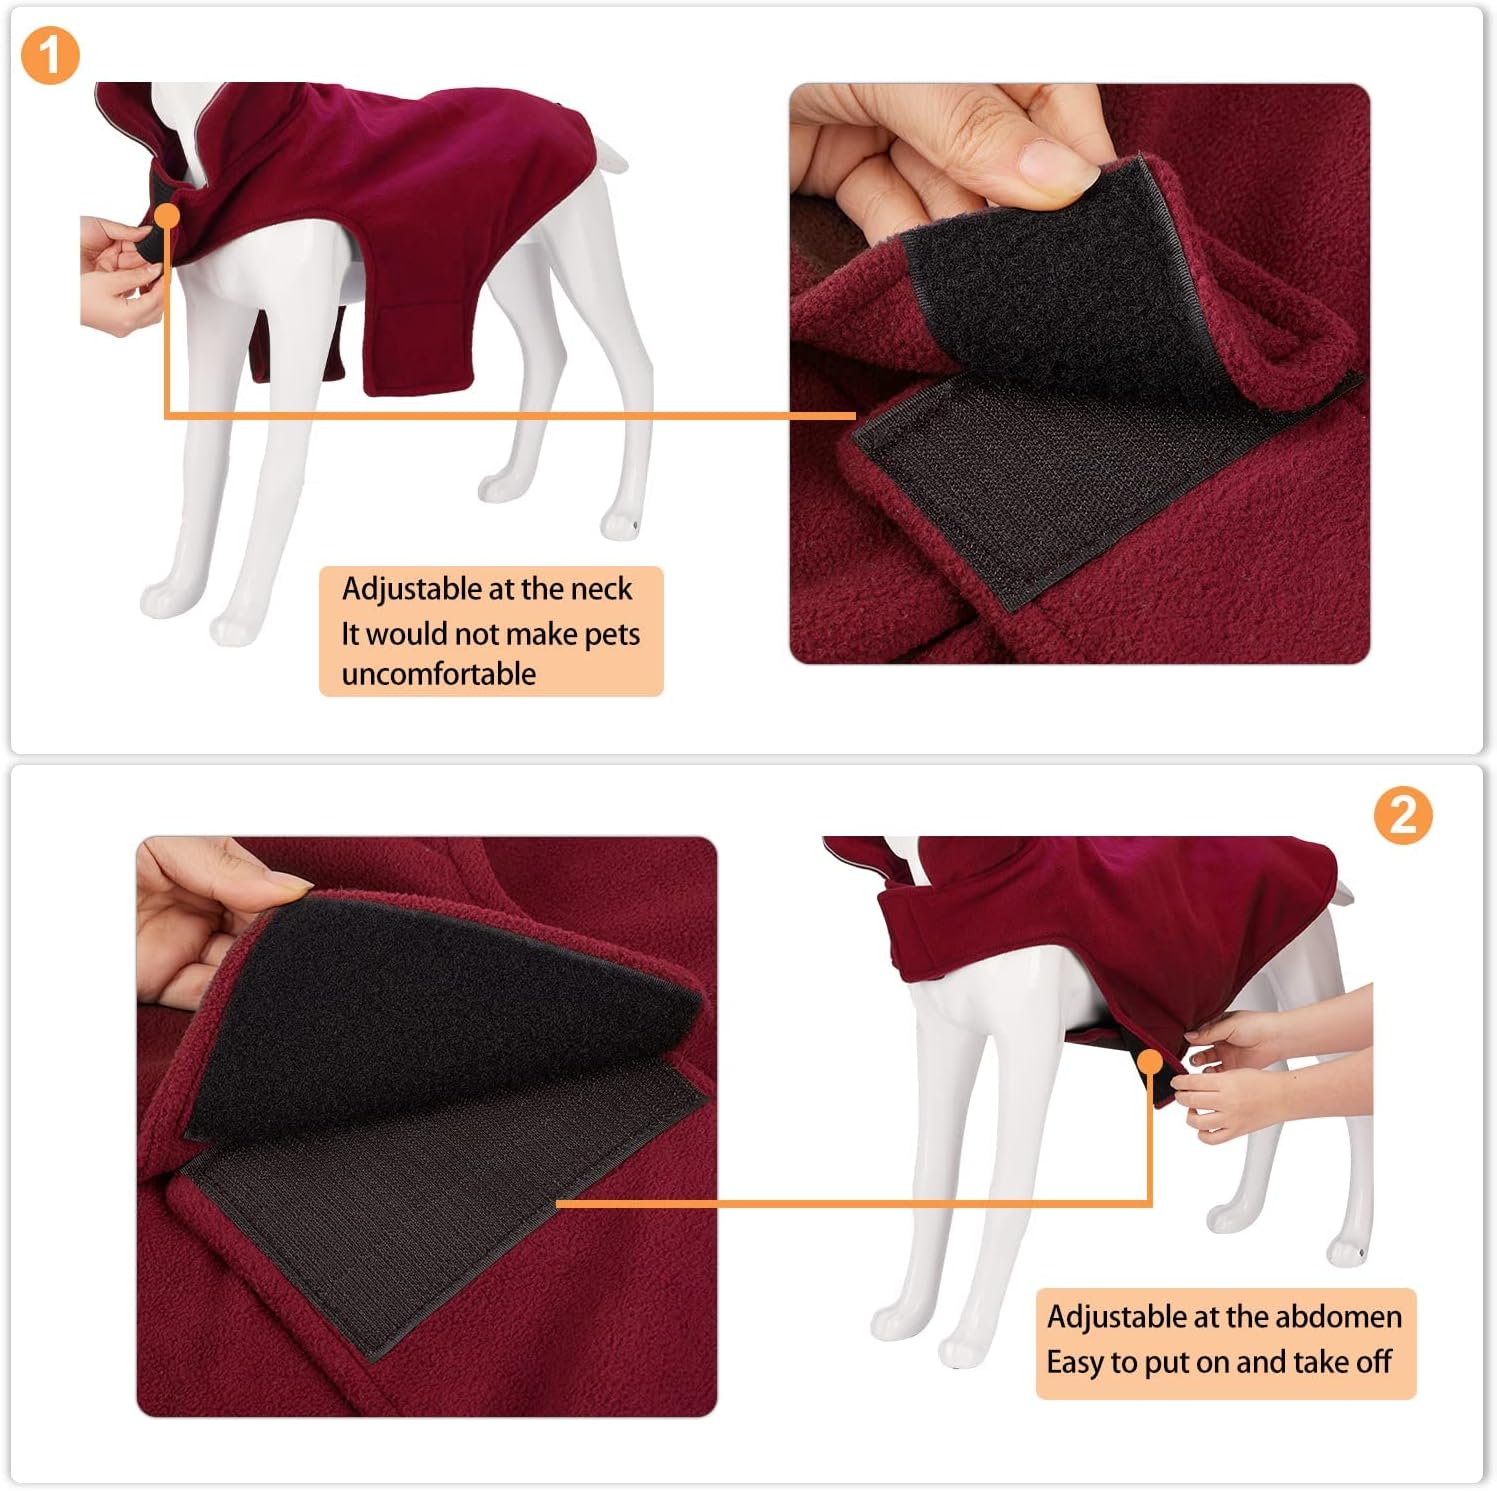 1
Adjustable at the neck
It would not make pets
uncomfortable
2
Adjustable at the abdomen
Easy to put on and take off